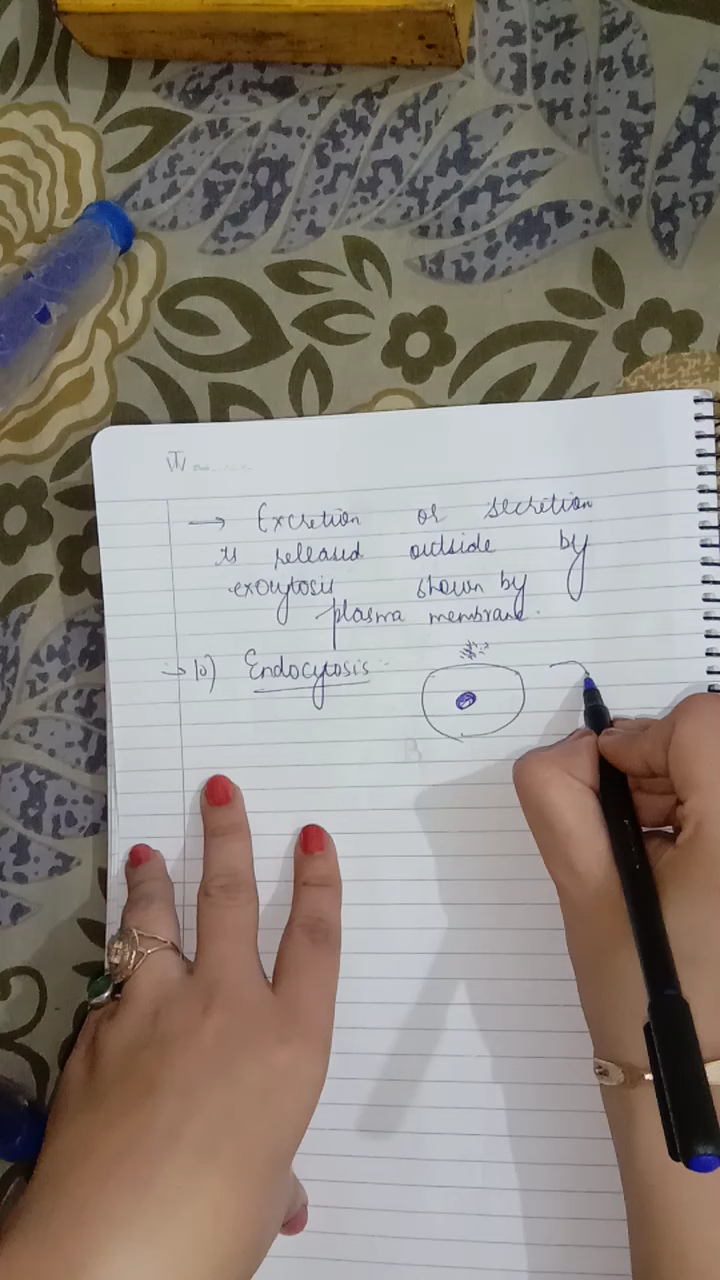 → Excretion or secretion
is released outside by
exocytosis shown by
plasma membrane.
→ 10) Endocytosis